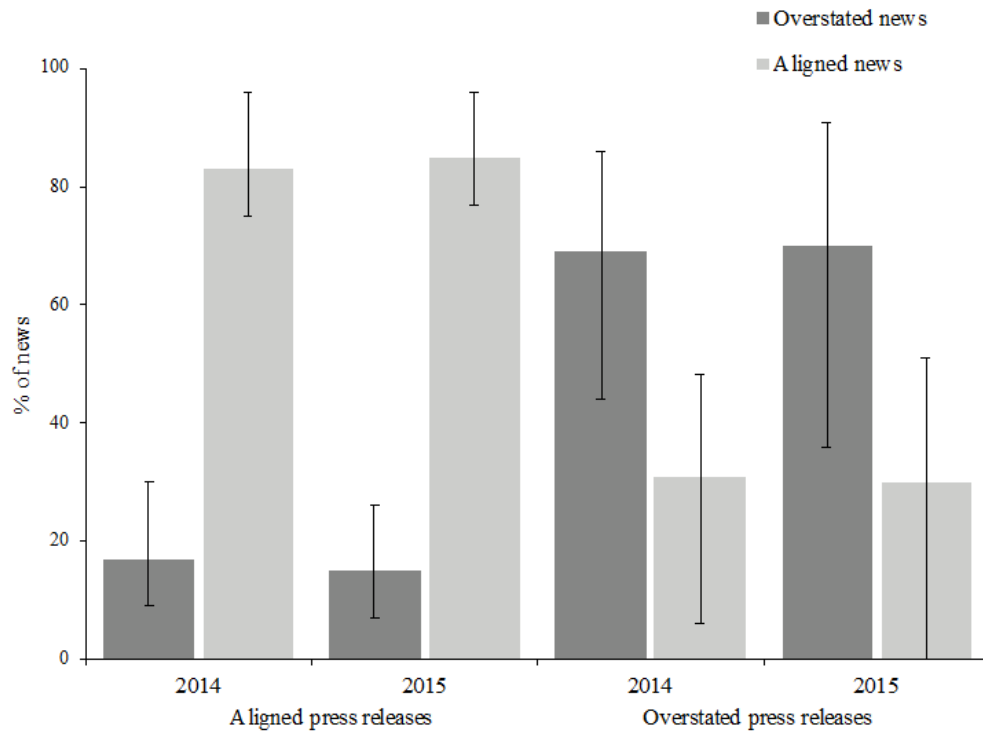 Overstated news
Aligned news
100
80
60
40
20
0
% of news
2014 2015 2014 2015
Aligned press releases Overstated press releases